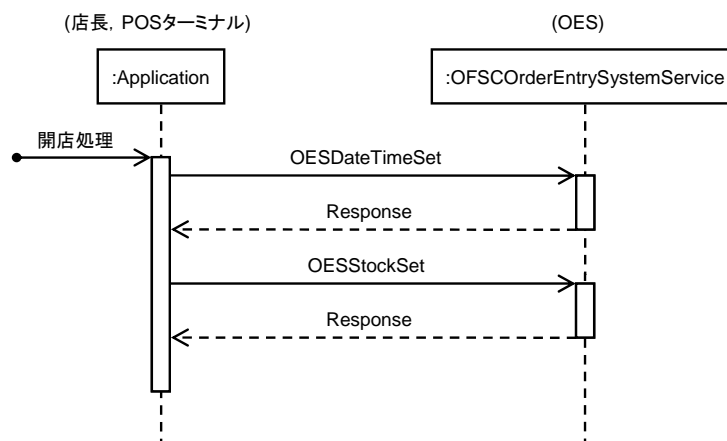 (店長, POSターミナル)
(OES)
:Application
:OFSCOrderEntrySystemService
開店処理
OESDateTimeSet
Response
OESStockSet
Response